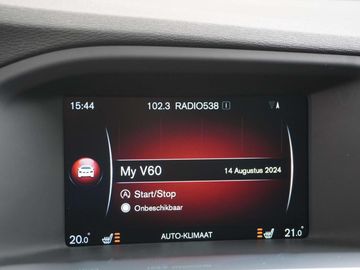 15:44 102.3 RADIO538 i
My V60 14 Augustus 2024
Start/Stop
Onbeschikbaar
20.0 AUTO-KLIMAAT 21.0